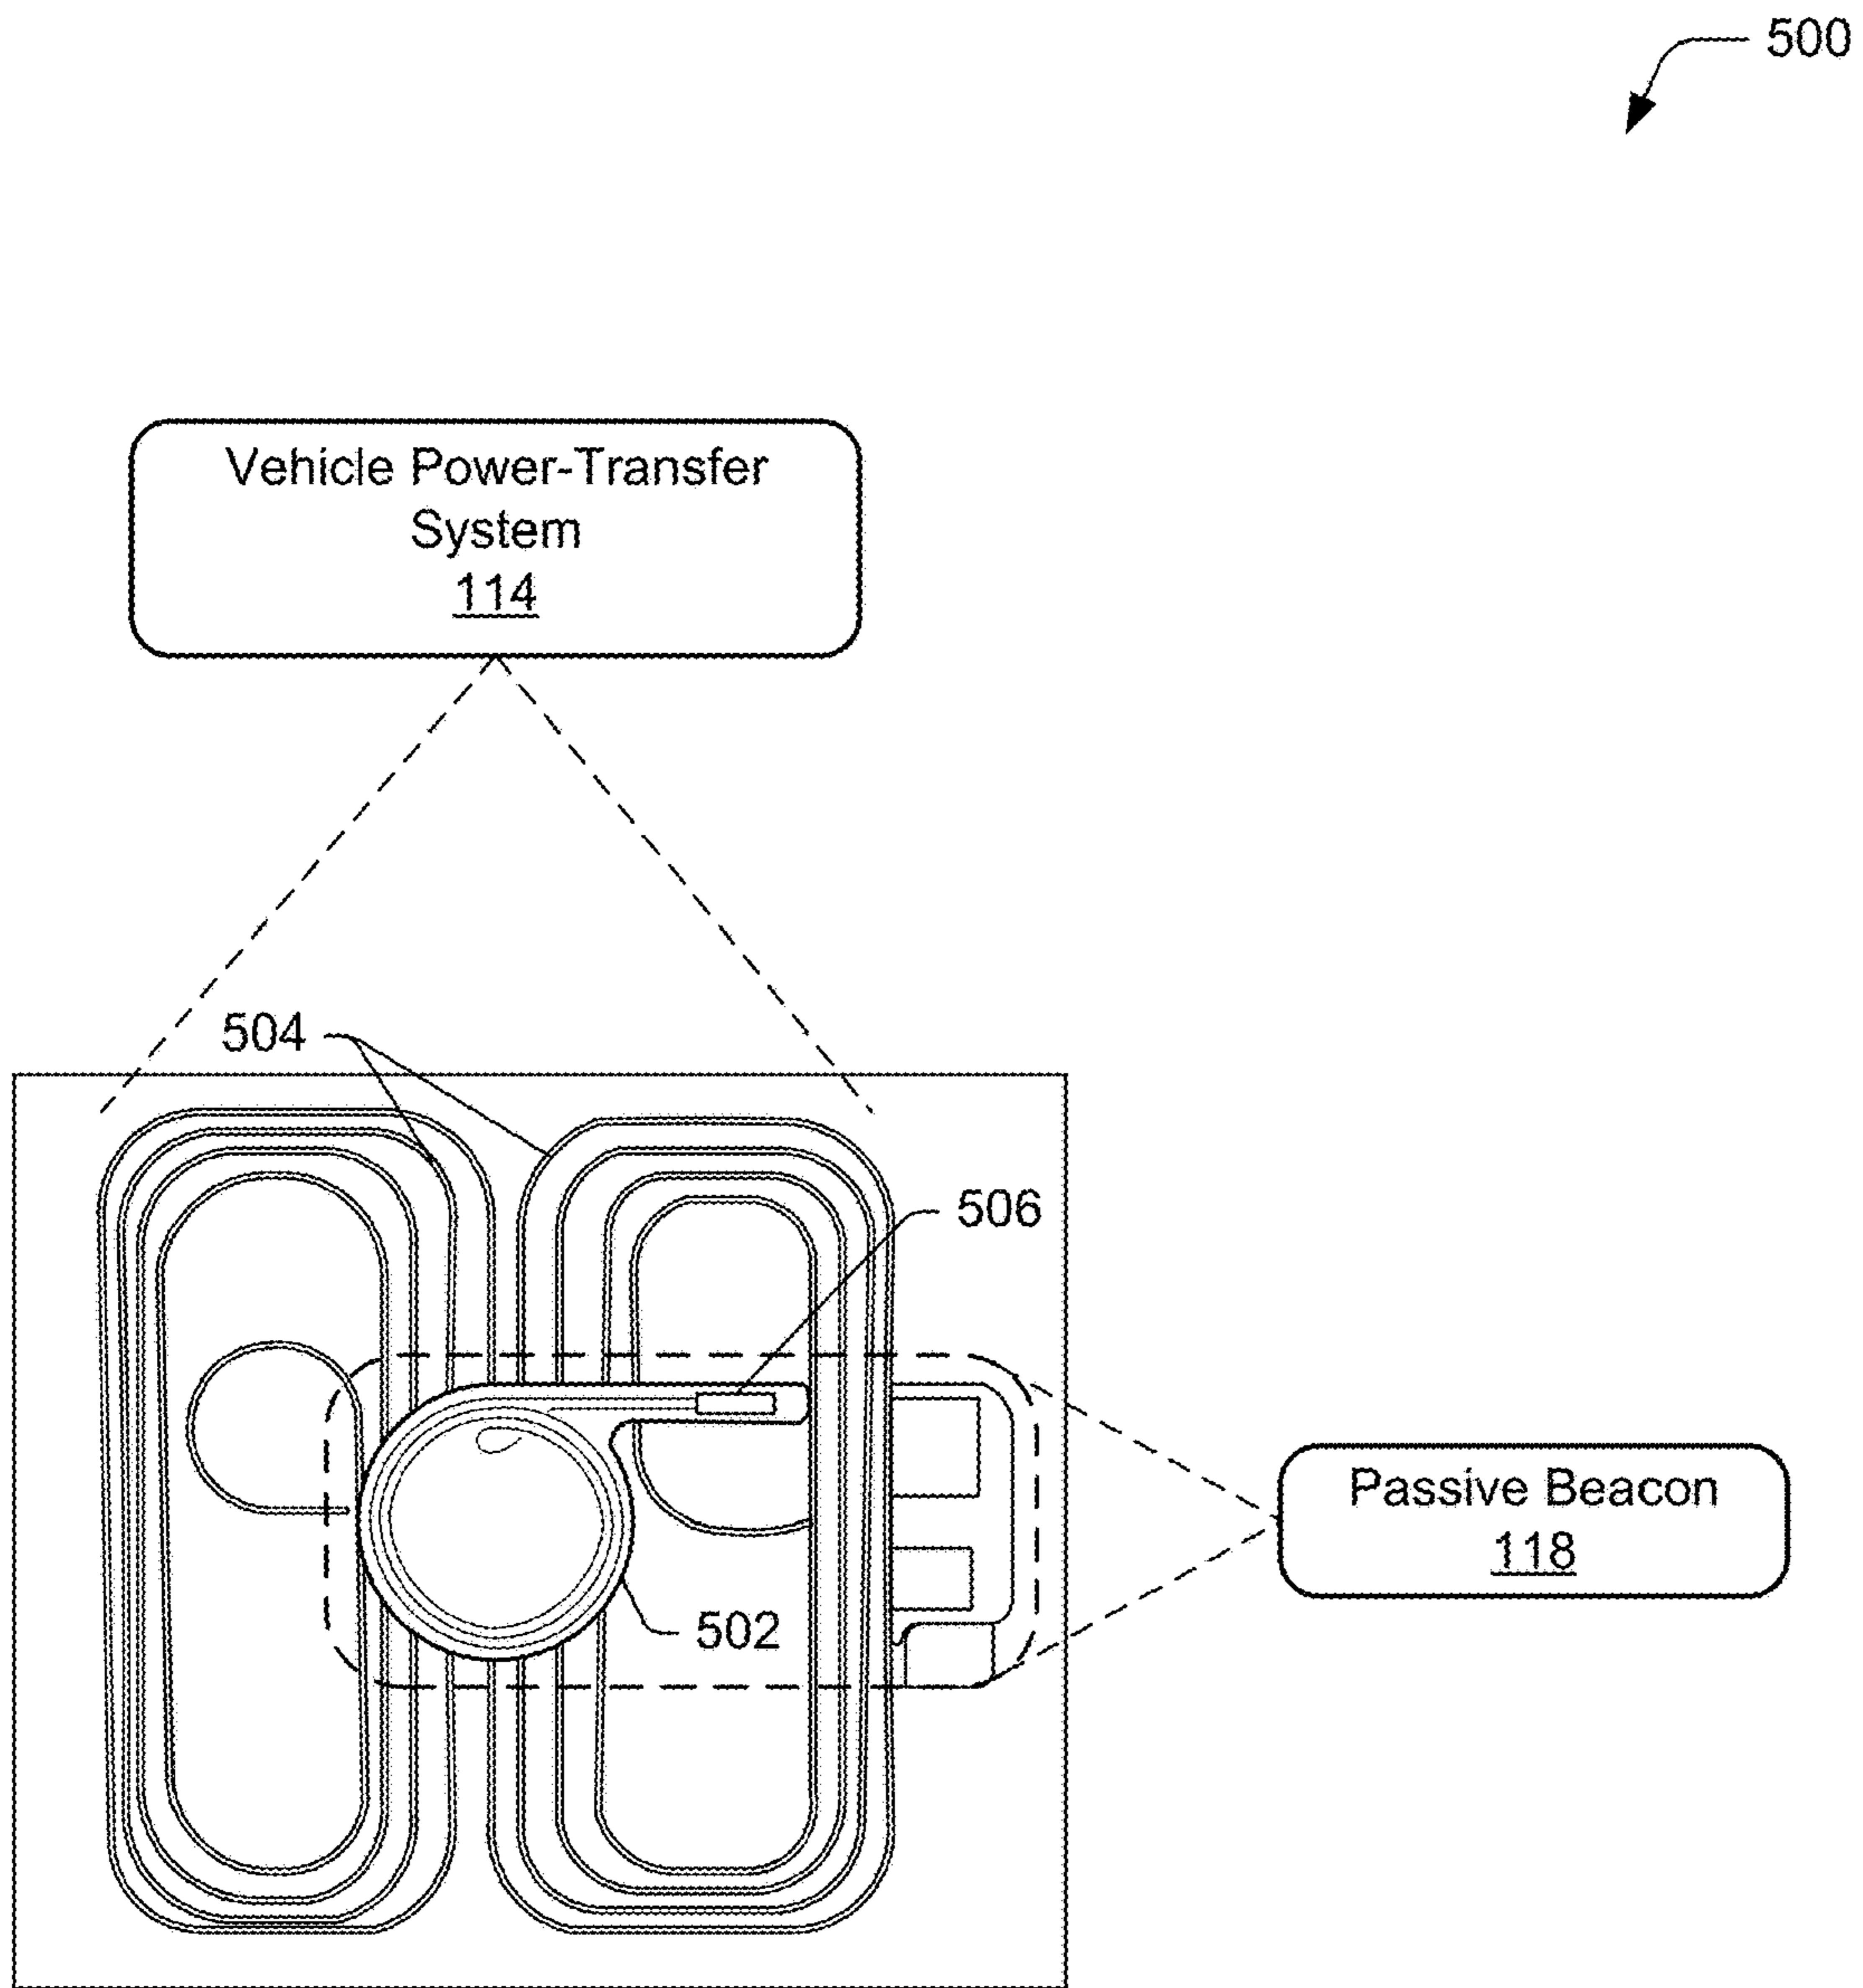 500
Vehicle Power-Transfer
System
114
504
506
Passive Beacon
118
502